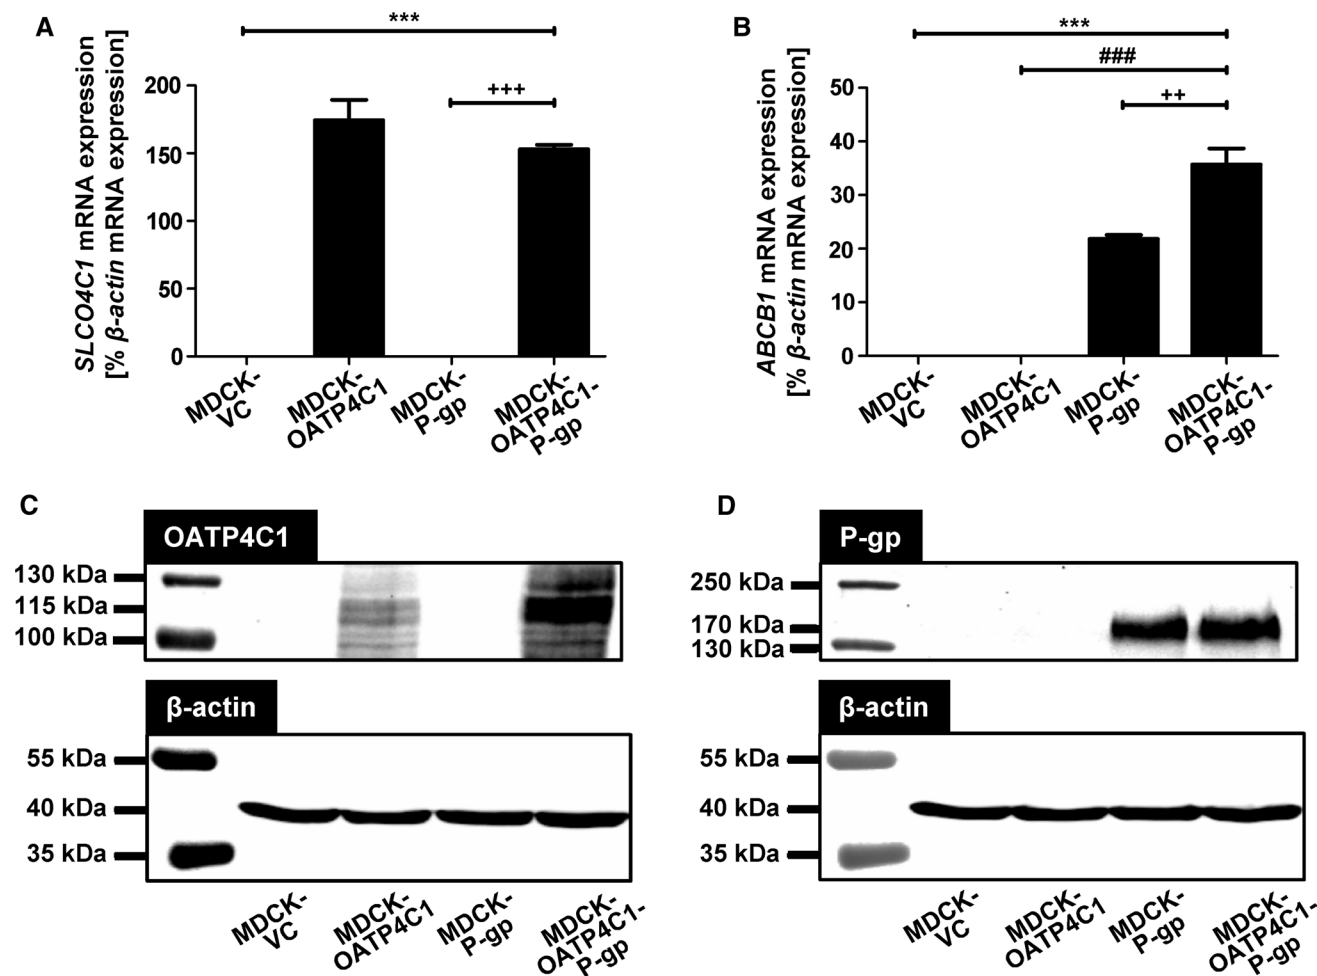 A
***
+++
SLCO4C1 mRNA expression
[% β-actin mRNA expression]
200
150
100
50
0
MDCK-
VC
MDCK-
OATP4C1
MDCK-
P-gp
MDCK-
OATP4C1-
P-gp
B
***
###
++
ABCB1 mRNA expression
[% β-actin mRNA expression]
50
40
30
20
10
0
MDCK-
VC
MDCK-
OATP4C1
MDCK-
P-gp
MDCK-
OATP4C1-
P-gp
C
OATP4C1
130 kDa
115 kDa
100 kDa
β-actin
55 kDa
40 kDa
35 kDa
MDCK-
VC
MDCK-
OATP4C1
MDCK-
P-gp
MDCK-
OATP4C1-
P-gp
D
P-gp
250 kDa
170 kDa
130 kDa
β-actin
55 kDa
40 kDa
35 kDa
MDCK-
VC
MDCK-
OATP4C1
MDCK-
P-gp
MDCK-
OATP4C1-
P-gp